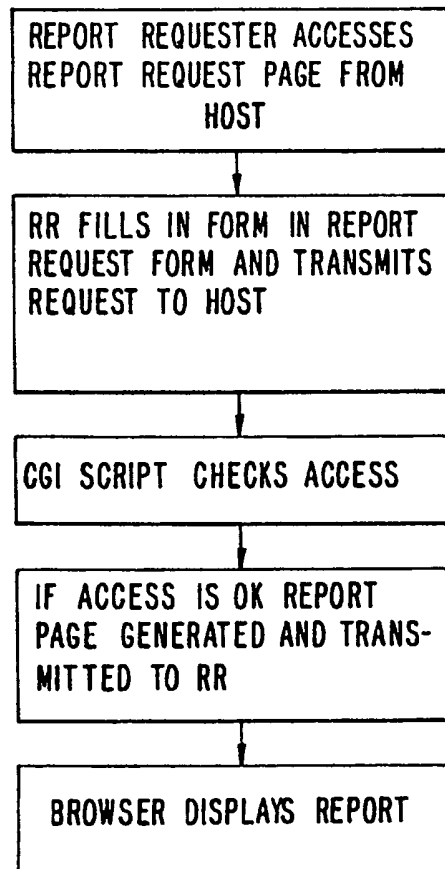 REPORT REQUESTER ACCESSES
REPORT REQUEST PAGE FROM
HOST
RR FILLS IN FORM IN REPORT
REQUEST FORM AND TRANSMITS
REQUEST TO HOST
CGI SCRIPT CHECKS ACCESS
IF ACCESS IS OK REPORT
PAGE GENERATED AND TRANS-
MITTED TO RR
BROWSER DISPLAYS REPORT